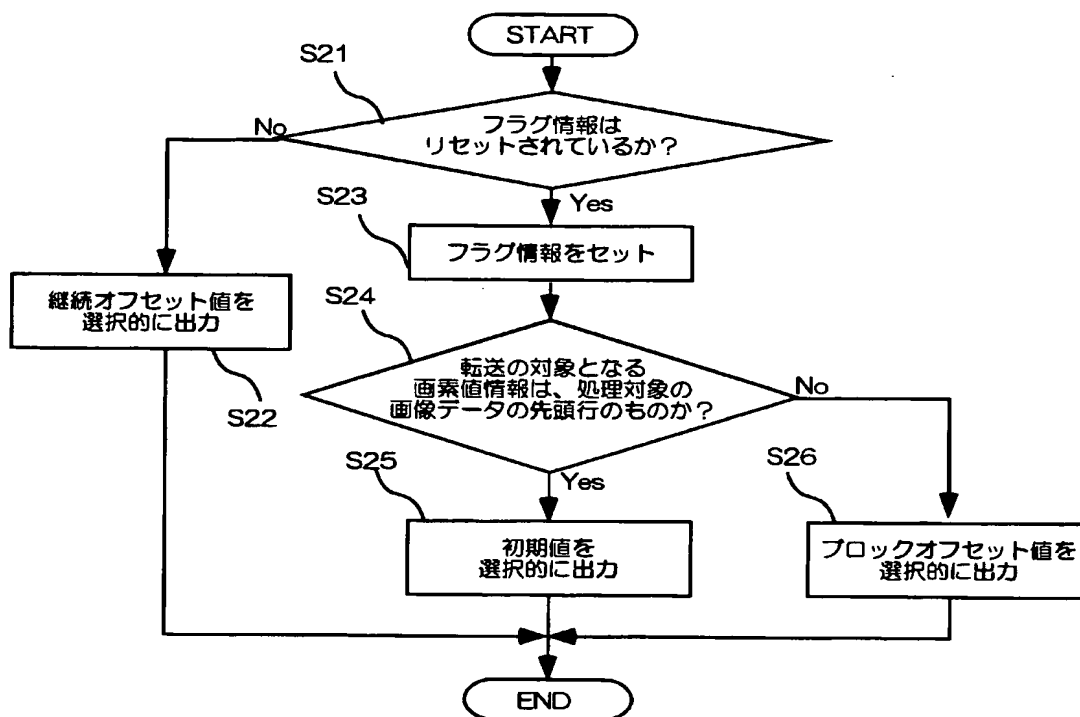 START
S21
フラグ情報は
リセットされているか？
No
Yes
S23
フラグ情報をセット
継続オフセット値を
選択的に出力
S22
S24
転送の対象となる
画素値情報は、処理対象の
画像データの先頭行のものか？
No
Yes
S25
初期値を
選択的に出力
S26
ブロックオフセット値を
選択的に出力
END